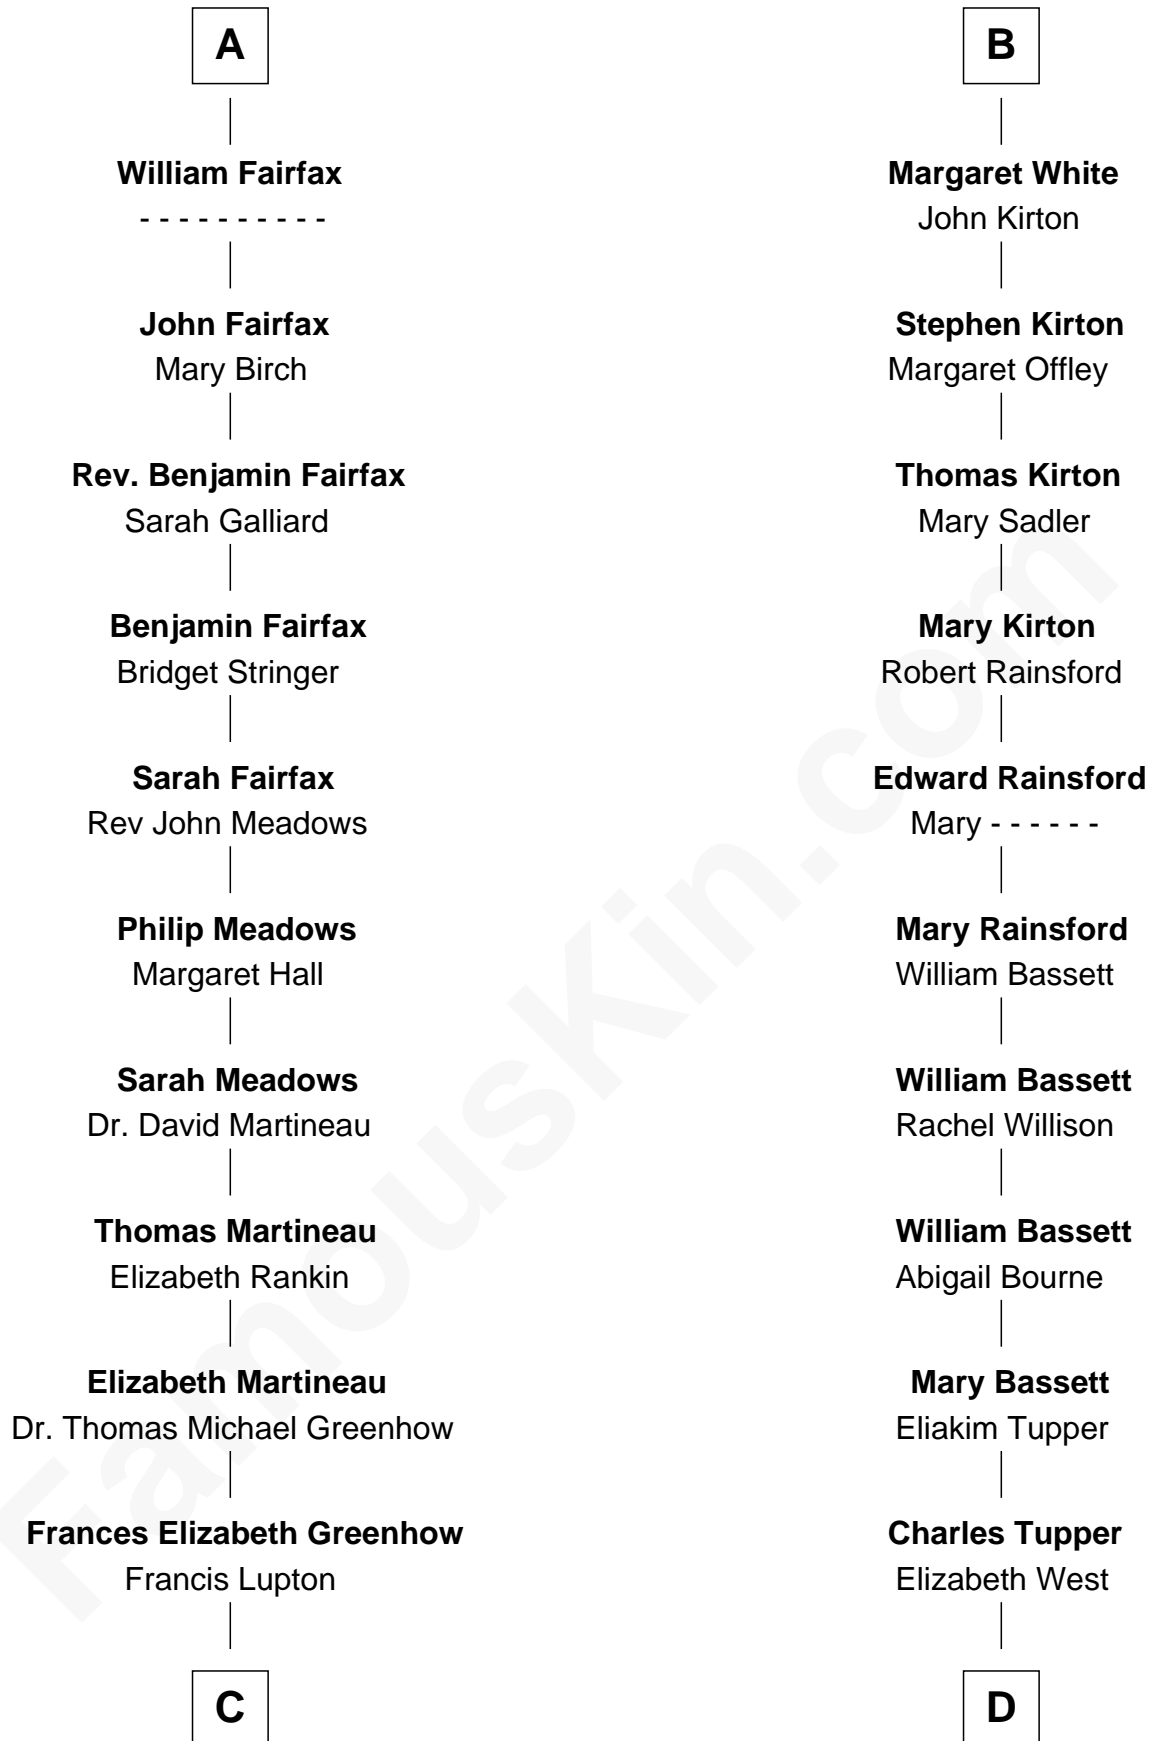 A
William Fairfax
- - - - - - - - - -
John Fairfax
Mary Birch
Rev. Benjamin Fairfax
Sarah Galliard
Benjamin Fairfax
Bridget Stringer
Sarah Fairfax
Rev John Meadows
Philip Meadows
Margaret Hall
Sarah Meadows
Dr. David Martineau
Thomas Martineau
Elizabeth Rankin
Elizabeth Martineau
Dr. Thomas Michael Greenhow
Frances Elizabeth Greenhow
Francis Lupton
C
B
Margaret White
John Kirton
Stephen Kirton
Margaret Offley
Thomas Kirton
Mary Sadler
Mary Kirton
Robert Rainsford
Edward Rainsford
Mary - - - - - -
Mary Rainsford
William Bassett
William Bassett
Rachel Willison
William Bassett
Abigail Bourne
Mary Bassett
Eliakim Tupper
Charles Tupper
Elizabeth West
D
FamousKin.com